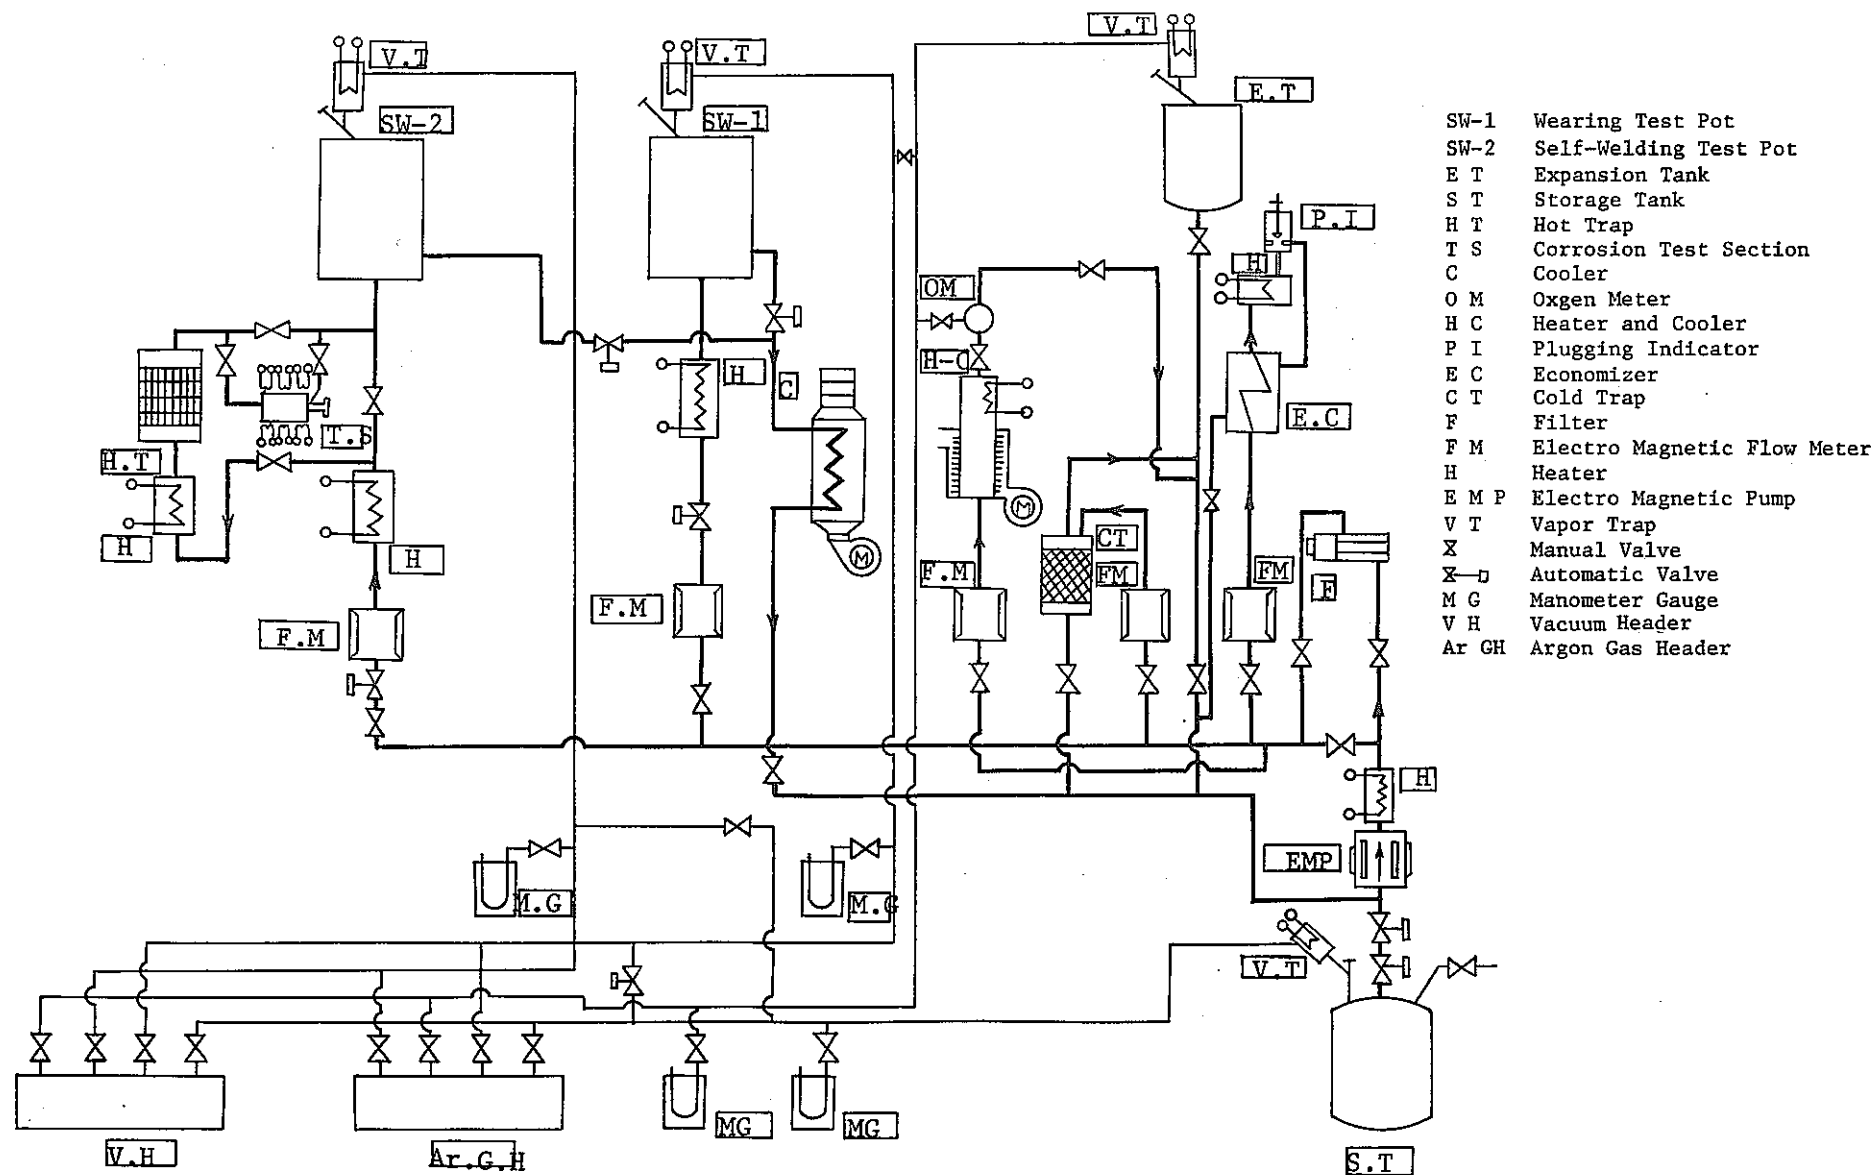 V.T
V.T
V.T
SW-2
SW-1
E.T
P.I
H
OM
H-C
H
C
E.C
T.S
H.T
H
H
CT
F.M
FM
FM
F
F.M
F.M
M
M
H
EMP
M.G
M.G
V.T
MG
MG
V.H
Ar.G.H
S.T
SW-1 Wearing Test Pot
SW-2 Self-Welding Test Pot
E T Expansion Tank
S T Storage Tank
H T Hot Trap
T S Corrosion Test Section
C Cooler
O M Oxgen Meter
H C Heater and Cooler
P I Plugging Indicator
E C Economizer
C T Cold Trap
F Filter
F M Electro Magnetic Flow Meter
H Heater
E M P Electro Magnetic Pump
V T Vapor Trap
Manual Valve
Automatic Valve
M G Manometer Gauge
V H Vacuum Header
Ar GH Argon Gas Header